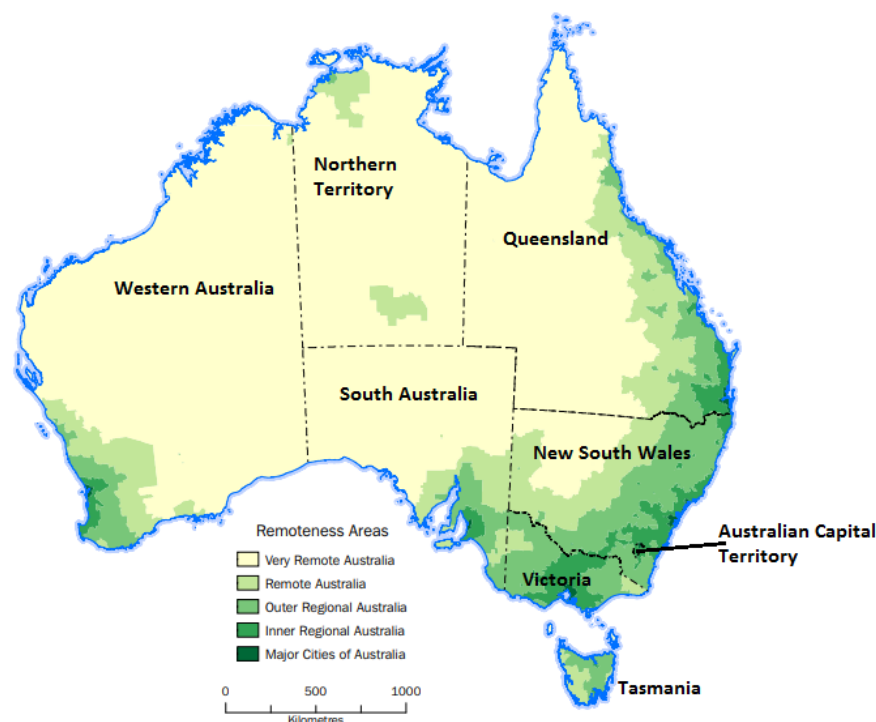 Northern
Territory
Queensland
Western Australia
South Australia
New South Wales
Australian Capital
Territory
Remoteness Areas
Very Remote Australia
Remote Australia
Outer Regional Australia
Inner Regional Australia
Major Cities of Australia
Victoria
Tasmania
0 500 1000
Kilometres